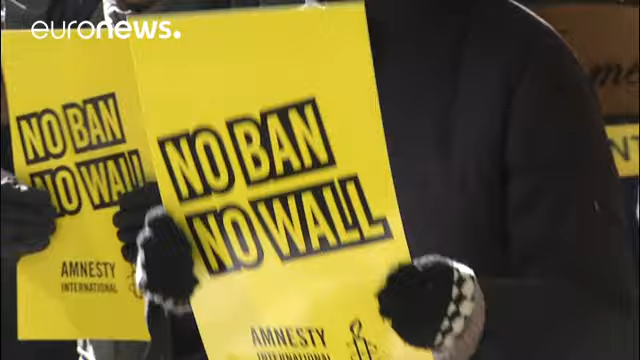 euronews.
NO BAN
NO WALL
AMNESTY
INTERNATIONAL
NO BAN
NO WALL
AMNESTY
INTERNATIONAL